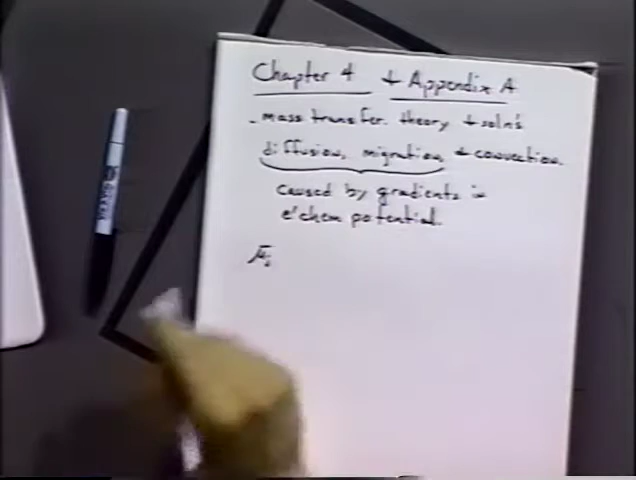 Chapter 4 + Appendix A
- mass transfer. theory + soln's
diffusion, migration, + convection.
caused by gradients in
e'chem potential.
μ̄ᵢ